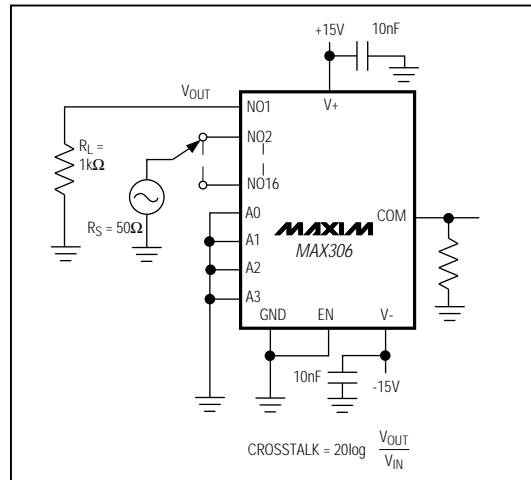 +15V
10nF
V+
VOUT
NO1
RL =
1kΩ
NO2
NO16
RS = 50Ω
A0
COM
MAXIM
A1
MAX306
A2
A3
GND
EN
V-
10nF
-15V
CROSSTALK = 20log VOUT
VIN